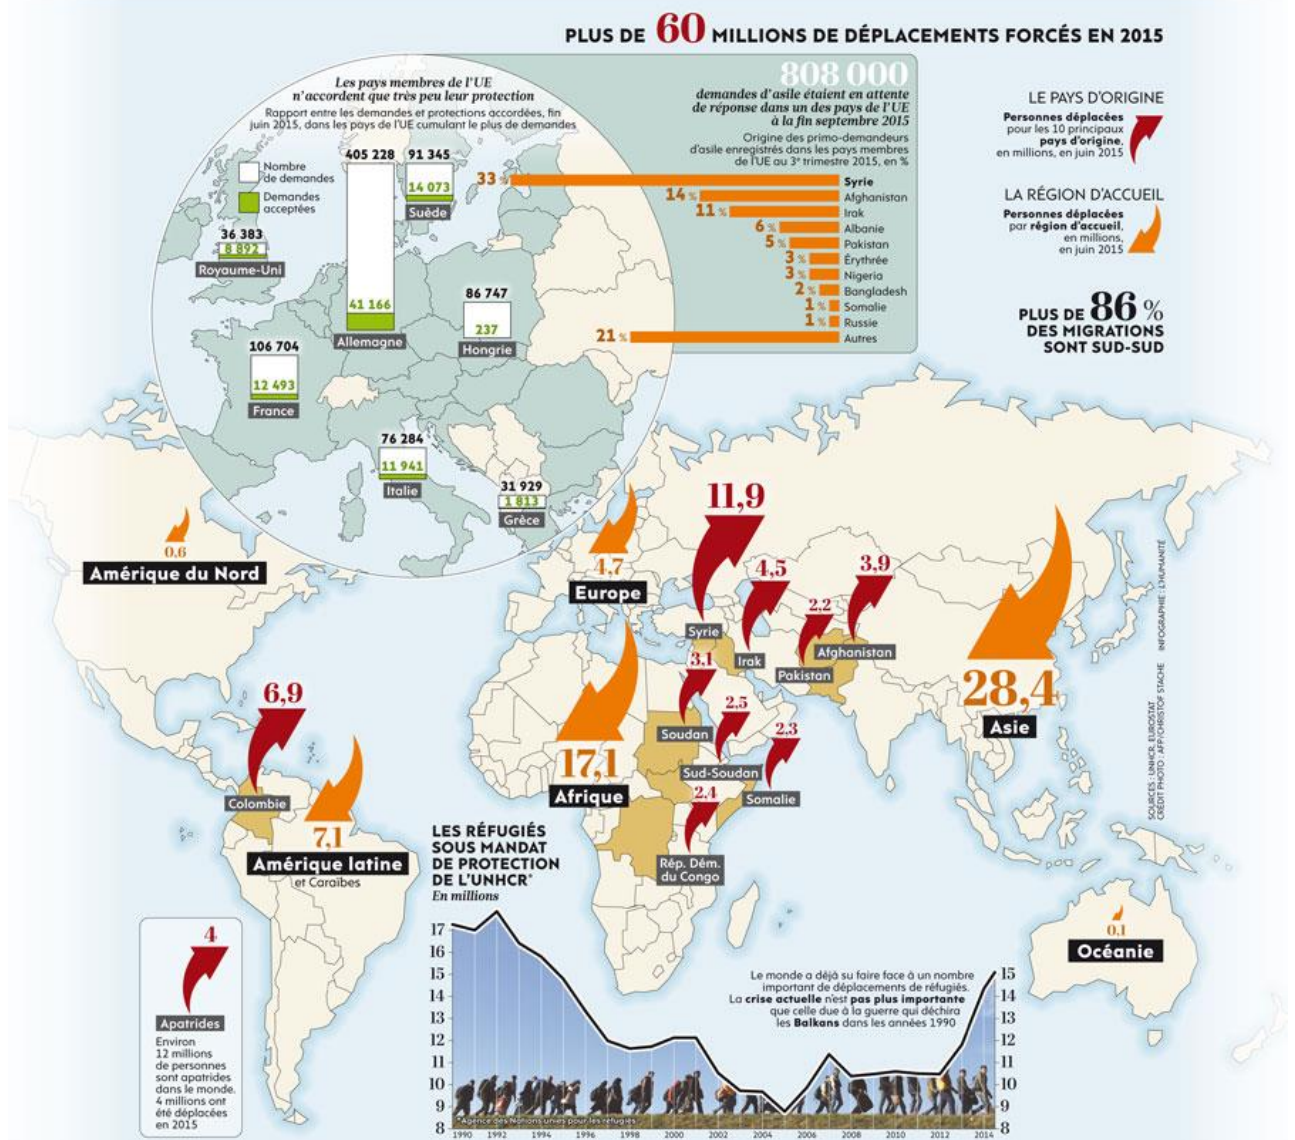 PLUS DE 60 MILLIONS DE DÉPLACEMENTS FORCÉS EN 2015
Les pays membres de l'UE
n'accordent que très peu leur protection
Rapport entre les demandes et protections accordées, fin
juin 2015, dans les pays de l'UE cumulant le plus de demandes
Nombre
de demandes
Demandes
acceptées
405 228
41 166
Allemagne
91 345
14 073
Suède
36 383
8 892
Royaume-Uni
86 747
237
Hongrie
106 704
12 493
France
76 284
11 941
Italie
31 929
1 813
Grèce
808 000
demandes d'asile étaient en attente
de réponse dans un des pays de l'UE
à la fin septembre 2015
Origine des primo-demandeurs
d'asile enregistrés dans les pays membres
de l'UE au 3e trimestre 2015, en %
33 % Syrie
14 % Afghanistan
11 % Irak
6 % Albanie
5 % Pakistan
3 % Érythrée
3 % Nigeria
2 % Bangladesh
1 % Somalie
1 % Russie
21 % Autres
LE PAYS D'ORIGINE
Personnes déplacées
pour les 10 principaux
pays d'origine,
en millions, en juin 2015
LA RÉGION D'ACCUEIL
Personnes déplacées
par région d'accueil,
en millions,
en juin 2015
PLUS DE 86 %
DES MIGRATIONS
SONT SUD-SUD
0.6
Amérique du Nord
4,7
Europe
11,9
Syrie
4,5
Irak
2,2
Pakistan
3,9
Afghanistan
28,4
Asie
3,1
Soudan
2,5
Sud-Soudan
2,3
Somalie
2.4
Rép. Dém.
du Congo
17,1
Afrique
6,9
Colombie
7,1
Amérique latine
et Caraïbes
0.1
Océanie
4
Apatrides
Environ
12 millions
de personnes
sont apatrides
dans le monde.
4 millions ont
été déplacées
en 2015
LES RÉFUGIÉS
SOUS MANDAT
DE PROTECTION
DE L'UNHCR*
En millions
17
16
15
14
13
12
11
10
9
8
Le monde a déjà su faire face à un nombre
important de déplacements de réfugiés.
La crise actuelle n'est pas plus importante
que celle due à la guerre qui déchira
les Balkans dans les années 1990
15
14
13
12
11
10
9
8
*Agence des Nations unies pour les réfugiés
1990 1992 1994 1996 1998 2000 2002 2004 2006 2008 2010 2012 2014
SOURCES : UNHCR, EUROSTAT
CRÉDIT PHOTO : AFP/CHRISTOF STACHE
INFOGRAPHIE : L'HUMANITÉ